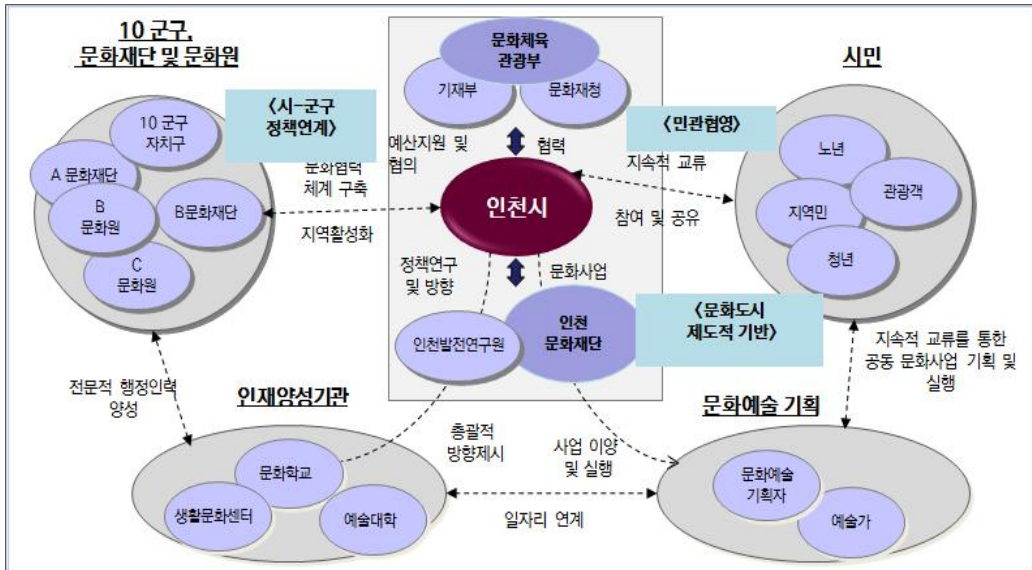 10 군구,
문화재단 및 문화원
10 군구
자치구
A 문화재단
B
문화원
B문화재단
C
문화원
〈시-군구
정책연계〉
문화협력
체계 구축
지역활성화
문화체육
관광부
기재부
문화재청
예산지원 및
협의
협력
인천시
정책연구
및 방향
문화사업
인천발전연구원
인천
문화재단
〈민관협영〉
지속적 교류
참여 및 공유
〈문화도시
제도적 기반〉
시민
노년
관광객
지역민
청년
지속적 교류를 통한
공동 문화사업 기획 및
실행
전문적 행정인력
양성
인재양성기관
문화학교
생활문화센터
예술대학
총괄적
방향제시
사업 이양
및 실행
일자리 연계
문화예술 기획
문화예술
기획자
예술가